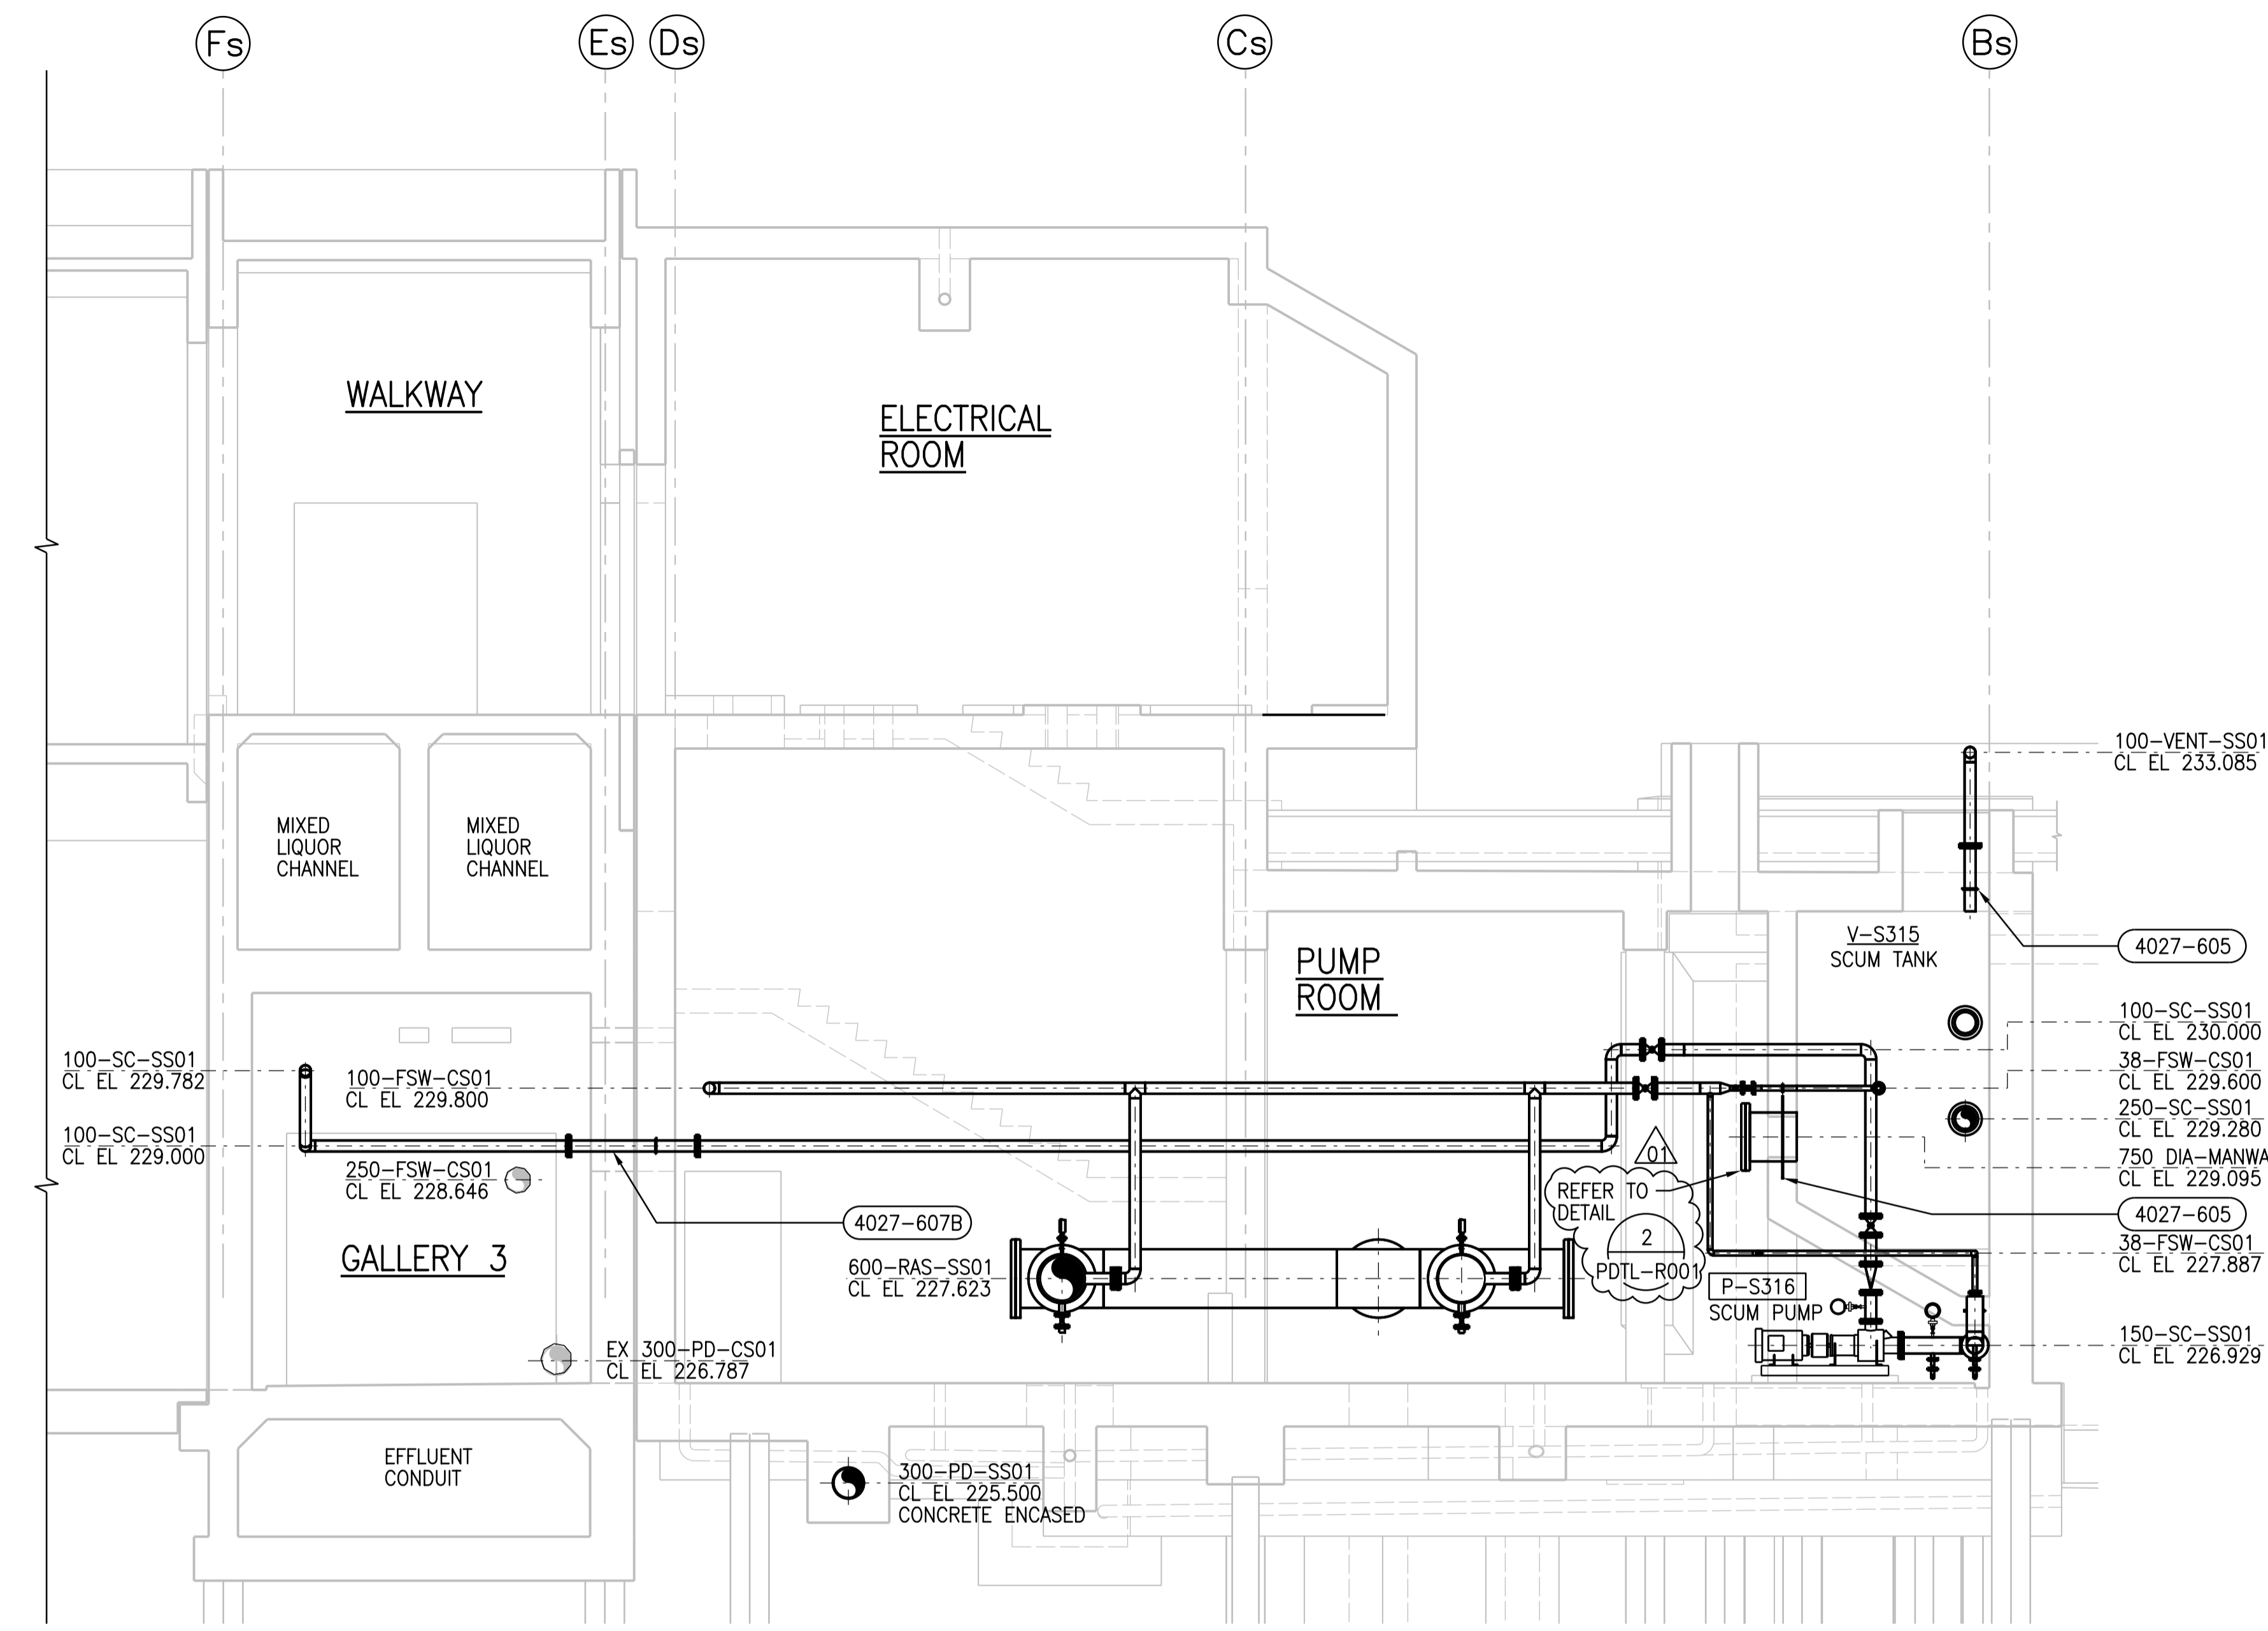 Fs
Es
Ds
Cs
Bs
WALKWAY
ELECTRICAL
ROOM
100-VENT-SS01
CL EL 233.085
MIXED
LIQUOR
CHANNEL
MIXED
LIQUOR
CHANNEL
V-S315
SCUM TANK
4027-605
PUMP
ROOM
100-SC-SS01
CL EL 230.000
38-FSW-CS01
CL EL 229.600
250-SC-SS01
CL EL 229.280
750 DIA-MANWA
CL EL 229.095
4027-605
38-FSW-CS01
CL EL 227.887
150-SC-SS01
CL EL 226.929
100-SC-SS01
CL EL 229.782
100-FSW-CS01
CL EL 229.800
100-SC-SS01
CL EL 229.000
250-FSW-CS01
CL EL 228.646
4027-607B
GALLERY 3
600-RAS-SS01
CL EL 227.623
01
REFER TO
DETAIL
2
PDTL-R001
P-S316
SCUM PUMP
EX 300-PD-CS01
CL EL 226.787
EFFLUENT
CONDUIT
300-PD-SS01
CL EL 225.500
CONCRETE ENCASED